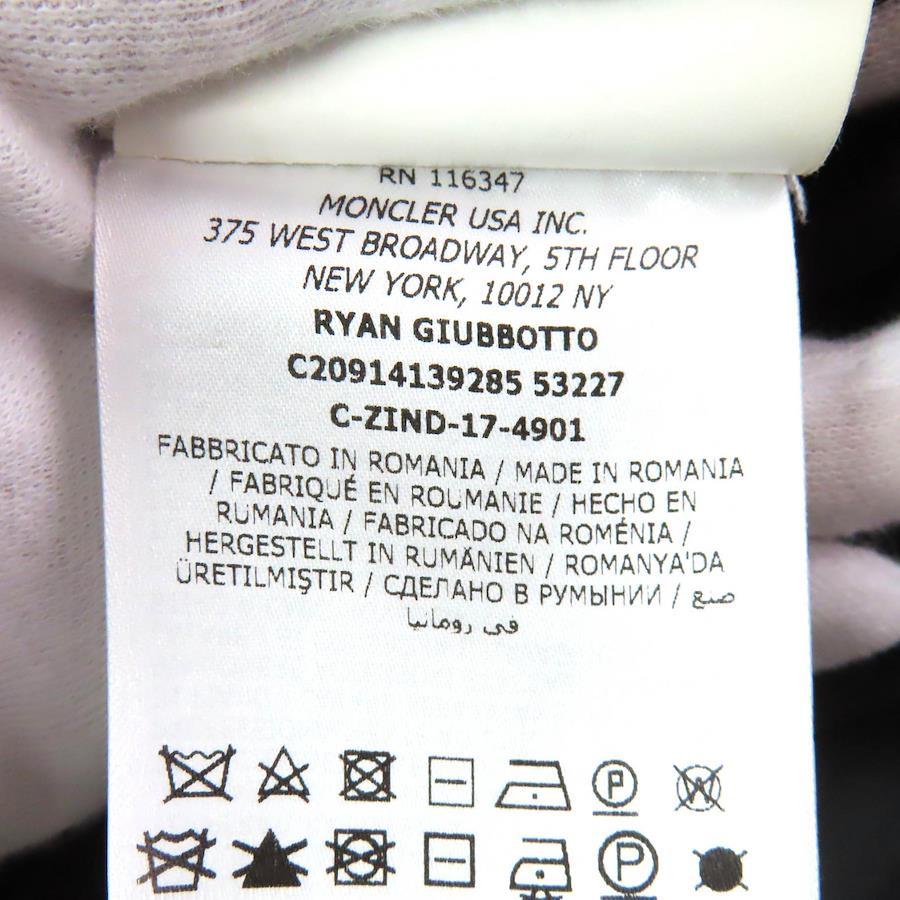 RN 116347
MONCLER USA INC.
375 WEST BROADWAY, 5TH FLOOR
NEW YORK, 10012 NY
RYAN GIUBBOTTO
C20914139285 53227
C-ZIND-17-4901
FABBRICATO IN ROMANIA / MADE IN ROMANIA
/ FABRIQUÉ EN ROUMANIE / HECHO EN
RUMANIA / FABRICADO NA ROMÉNIA /
HERGESTELLT IN RUMÄNIEN / ROMANYA'DA
ÜRETILMIŞTIR / СДЕЛАНО В РУМЫНИИ / صنع
في رومانيا
P W
P